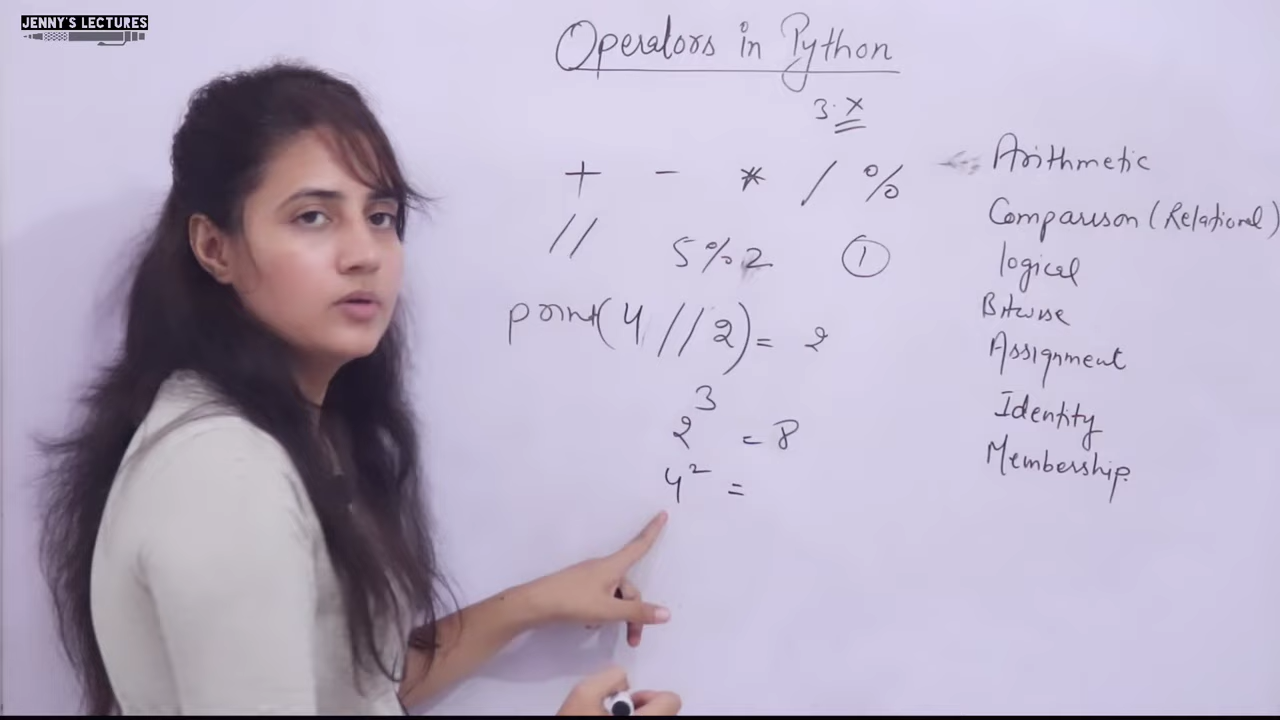 JENNY'S LECTURES
Operators in Python
3.x
+ - * / %
// 5%2 1
print(4 // 2) = 2
2³ = 8
4² =
Arithmetic
Comparison (Relational)
logical
Bitwise
Assignment
Identity
Membership.